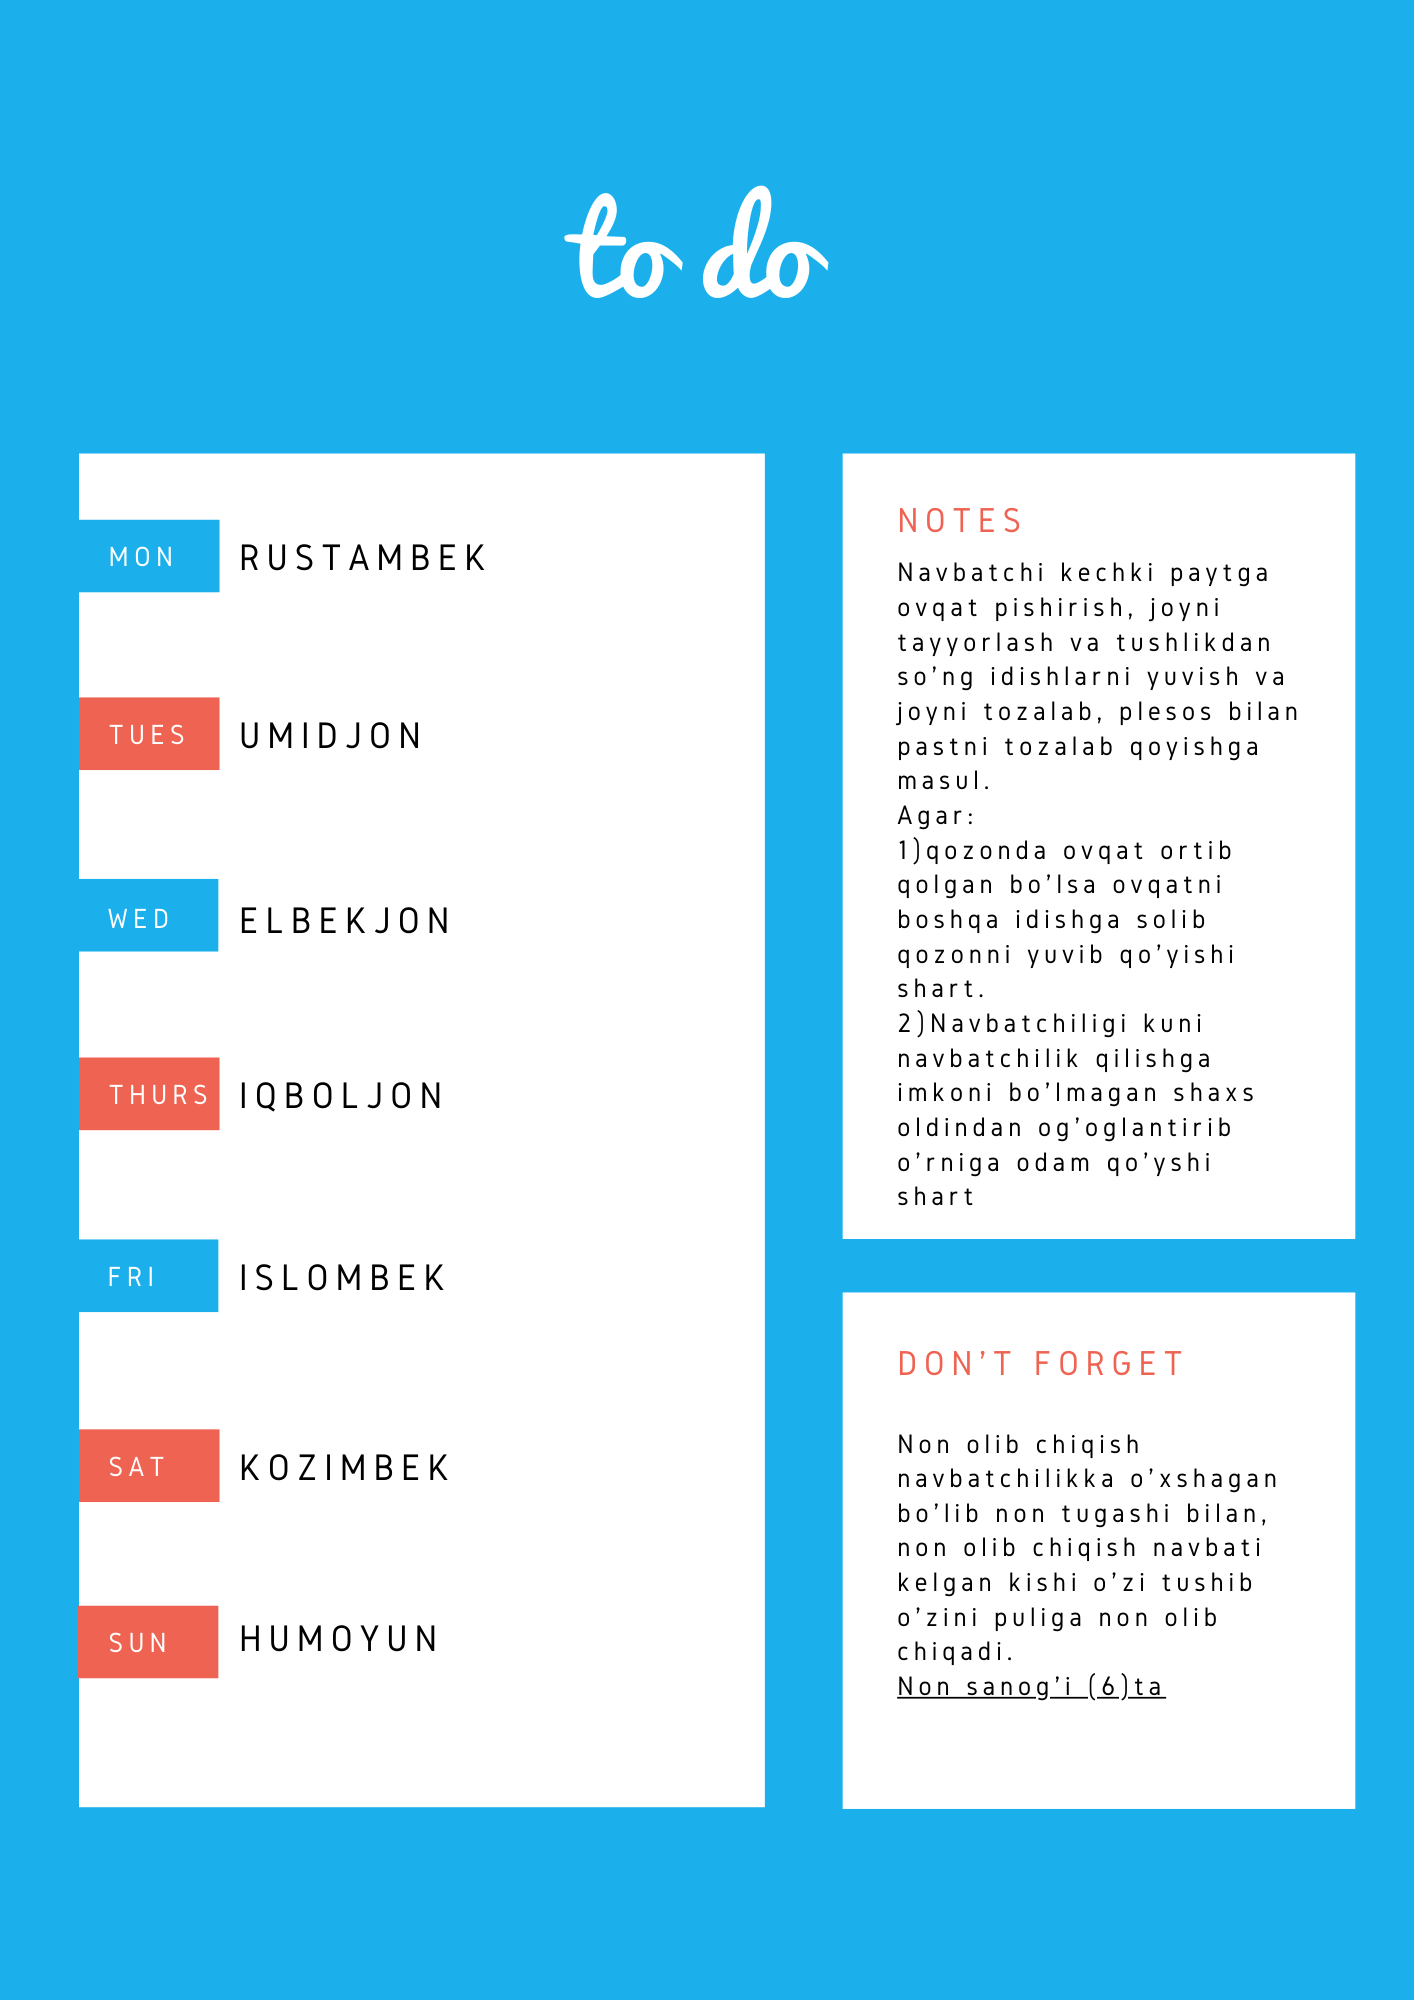 to do
MON
RUSTAMBEK
TUES
UMIDJON
WED
ELBEKJON
THURS
IQBOLJON
FRI
ISLOMBEK
SAT
KOZIMBEK
SUN
HUMOYUN
NOTES
Navbatchi kechki paytga
ovqat pishirish, joyni
tayyorlash va tushlikdan
so'ng idishlarni yuvish va
joyni tozalab, plesos bilan
pastni tozalab qoyishga
masul.
Agar:
1)qozonda ovqat ortib
qolgan bo'lsa ovqatni
boshqa idishga solib
qozonni yuvib qo'yishi
shart.
2)Navbatchiligi kuni
navbatchilik qilishga
imkoni bo'lmagan shaxs
oldindan og'oglantirib
o'rniga odam qo'yshi
shart
DON'T FORGET
Non olib chiqish
navbatchilikka o'xshagan
bo'lib non tugashi bilan,
non olib chiqish navbati
kelgan kishi o'zi tushib
o'zini puliga non olib
chiqadi.
Non sanog'i (6)ta